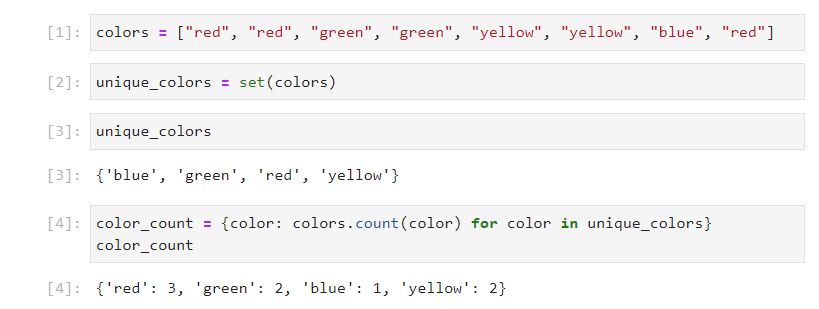 [1]: colors = ["red", "red", "green", "green", "yellow", "yellow", "blue", "red"]
[2]: unique_colors = set(colors)
[3]: unique_colors
[3]: {'blue', 'green', 'red', 'yellow'}
[4]: color_count = {color: colors.count(color) for color in unique_colors}
color_count
[4]: {'red': 3, 'green': 2, 'blue': 1, 'yellow': 2}